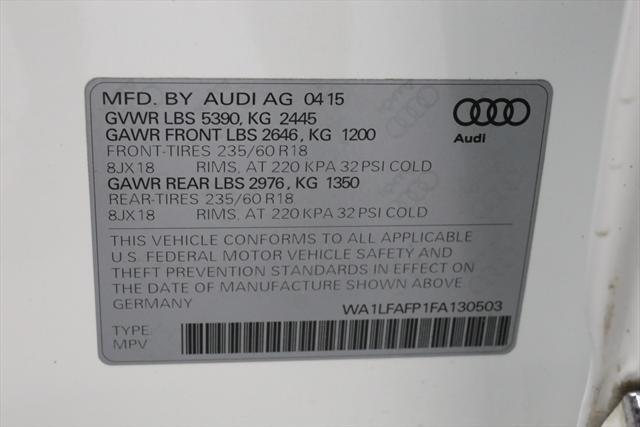 MFD. BY AUDI AG 04 15
GVWR LBS 5390, KG 2445
GAWR FRONT LBS 2646, KG 1200
FRONT-TIRES 235/60 R18
8JX18 RIMS, AT 220 KPA 32 PSI COLD
GAWR REAR LBS 2976, KG 1350
REAR-TIRES 235/60 R18
8JX18 RIMS, AT 220 KPA 32 PSI COLD
Audi
THIS VEHICLE CONFORMS TO ALL APPLICABLE
U.S. FEDERAL MOTOR VEHICLE SAFETY AND
THEFT PREVENTION STANDARDS IN EFFECT ON
THE DATE OF MANUFACTURE SHOWN ABOVE.
GERMANY WA1LFAFP1FA130503
TYPE:
MPV